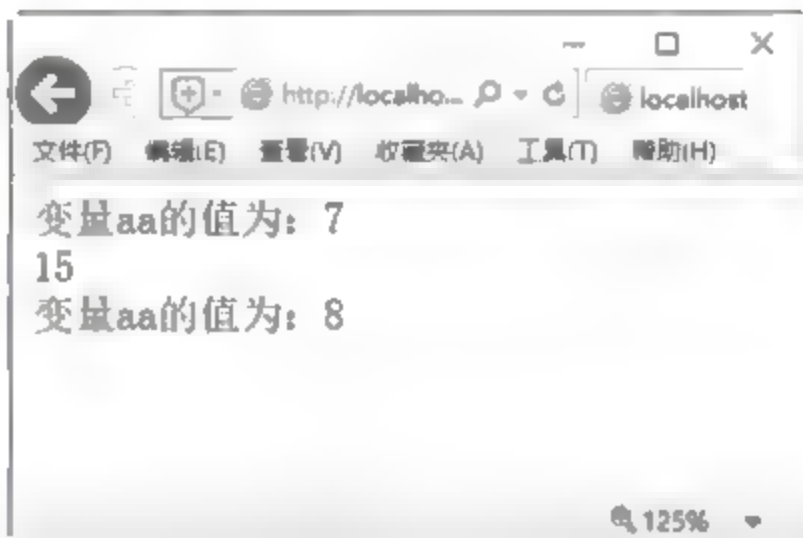 http://localho... localhost
文件(F) 编辑(E) 查看(V) 收藏夹(A) 工具(T) 帮助(H)
变量aa的值为：7
15
变量aa的值为：8
125%